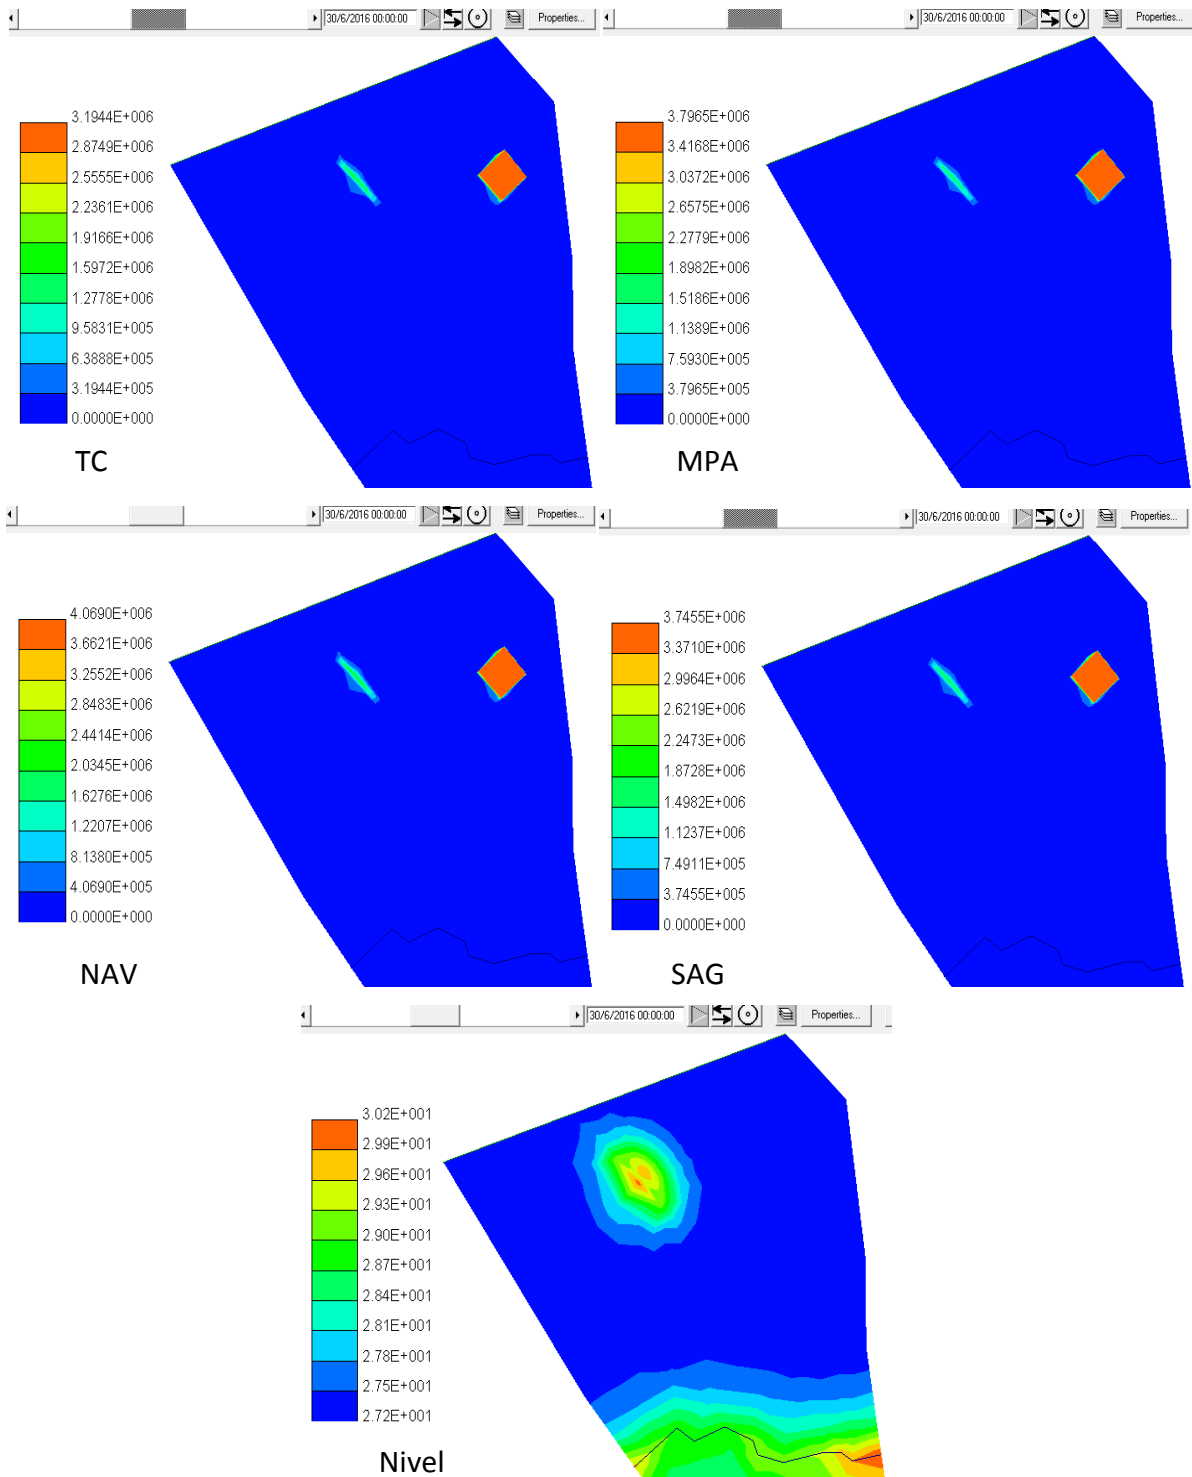 30/6/2016 00:00:00 Properties...
30/6/2016 00:00:00 Properties...
3.1944E+006
2.8749E+006
2.5555E+006
2.2361E+006
1.9166E+006
1.5972E+006
1.2778E+006
9.5831E+005
6.3888E+005
3.1944E+005
0.0000E+000
TC
3.7965E+006
3.4168E+006
3.0372E+006
2.6575E+006
2.2779E+006
1.8982E+006
1.5186E+006
1.1389E+006
7.5930E+005
3.7965E+005
0.0000E+000
MPA
30/6/2016 00:00:00 Properties...
30/6/2016 00:00:00 Properties...
4.0690E+006
3.6621E+006
3.2552E+006
2.8483E+006
2.4414E+006
2.0345E+006
1.6276E+006
1.2207E+006
8.1380E+005
4.0690E+005
0.0000E+000
NAV
3.7455E+006
3.3710E+006
2.9964E+006
2.6219E+006
2.2473E+006
1.8728E+006
1.4982E+006
1.1237E+006
7.4911E+005
3.7455E+005
0.0000E+000
SAG
30/6/2016 00:00:00 Properties...
3.02E+001
2.99E+001
2.96E+001
2.93E+001
2.90E+001
2.87E+001
2.84E+001
2.81E+001
2.78E+001
2.75E+001
2.72E+001
Nivel